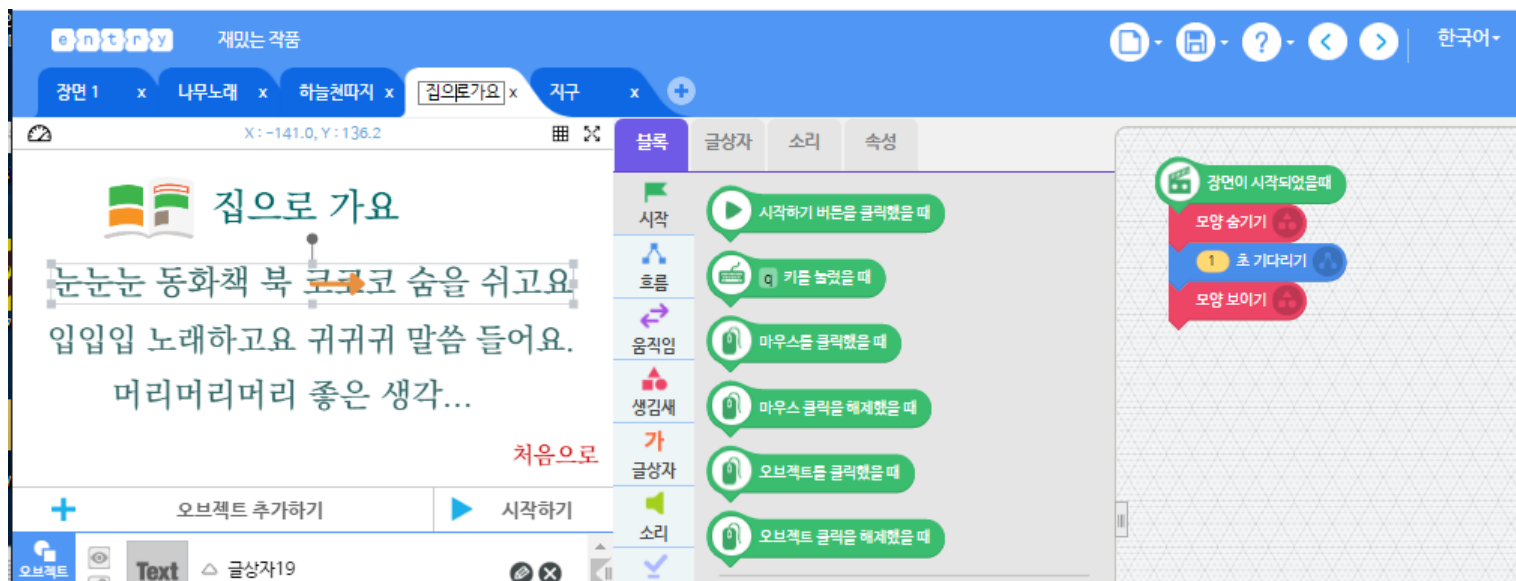 entry 재밌는 작품 한국어
장면 1 x 나무노래 x 하늘천따지 x 집의로가요 x 지구 x
X : -141.0, Y : 136.2
블록 글상자 소리 속성
집으로 가요
눈눈눈 동화책 북 코코코 숨을 쉬고요
입입입 노래하고요 귀귀귀 말씀 들어요.
머리머리머리 좋은 생각...
처음으로
오브젝트 추가하기 시작하기
오브젝트 Text 글상자19
시작
흐름
움직임
생김새
가
글상자
소리
시작하기 버튼을 클릭했을 때
q 키를 눌렀을 때
마우스를 클릭했을 때
마우스 클릭을 해제했을 때
오브젝트를 클릭했을 때
오브젝트 클릭을 해제했을 때
장면이 시작되었을때
모양 숨기기
1 초 기다리기
모양 보이기